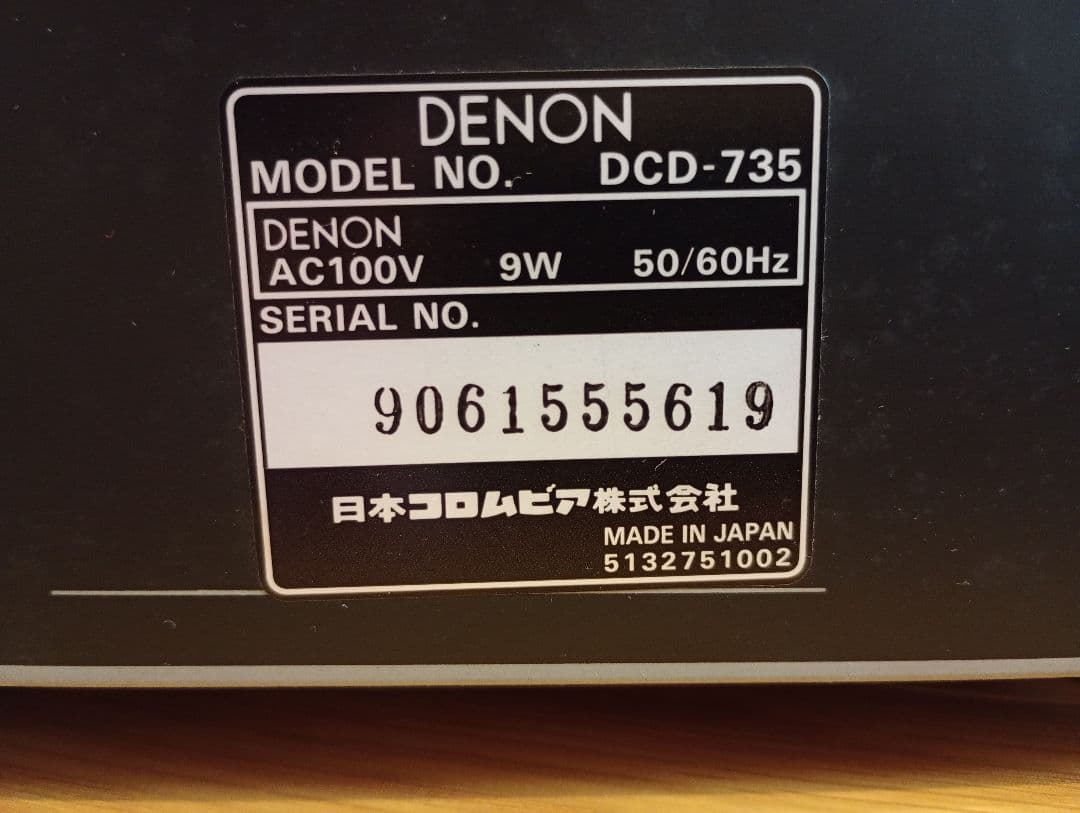 DENON
MODEL NO. DCD-735
DENON
AC100V 9W 50/60Hz
SERIAL NO.
9061555619
日本コロムビア株式会社
MADE IN JAPAN
5132751002